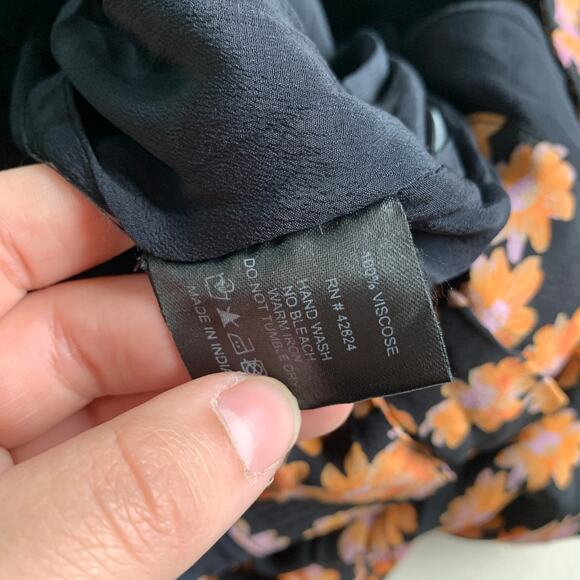 100% VISCOSE
RN # 42824
HAND WASH
NO BLEACH
WARM IRON
DO NOT TUMBLE DRY
MADE IN INDIA